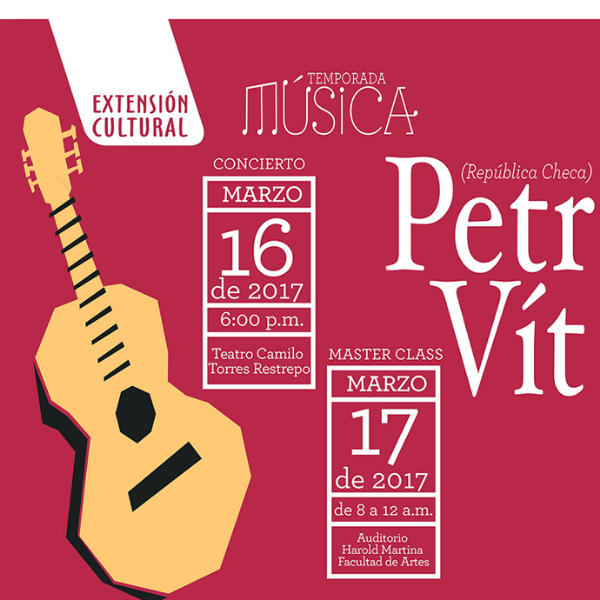 EXTENSIÓN
CULTURAL
TEMPORADA
MÚSICA
CONCIERTO
MARZO
16
de 2017
6:00 p.m.
Teatro Camilo
Torres Restrepo
(República Checa)
Petr
Vít
MASTER CLASS
MARZO
17
de 2017
de 8 a 12 a.m.
Auditorio
Harold Martina
Facultad de Artes